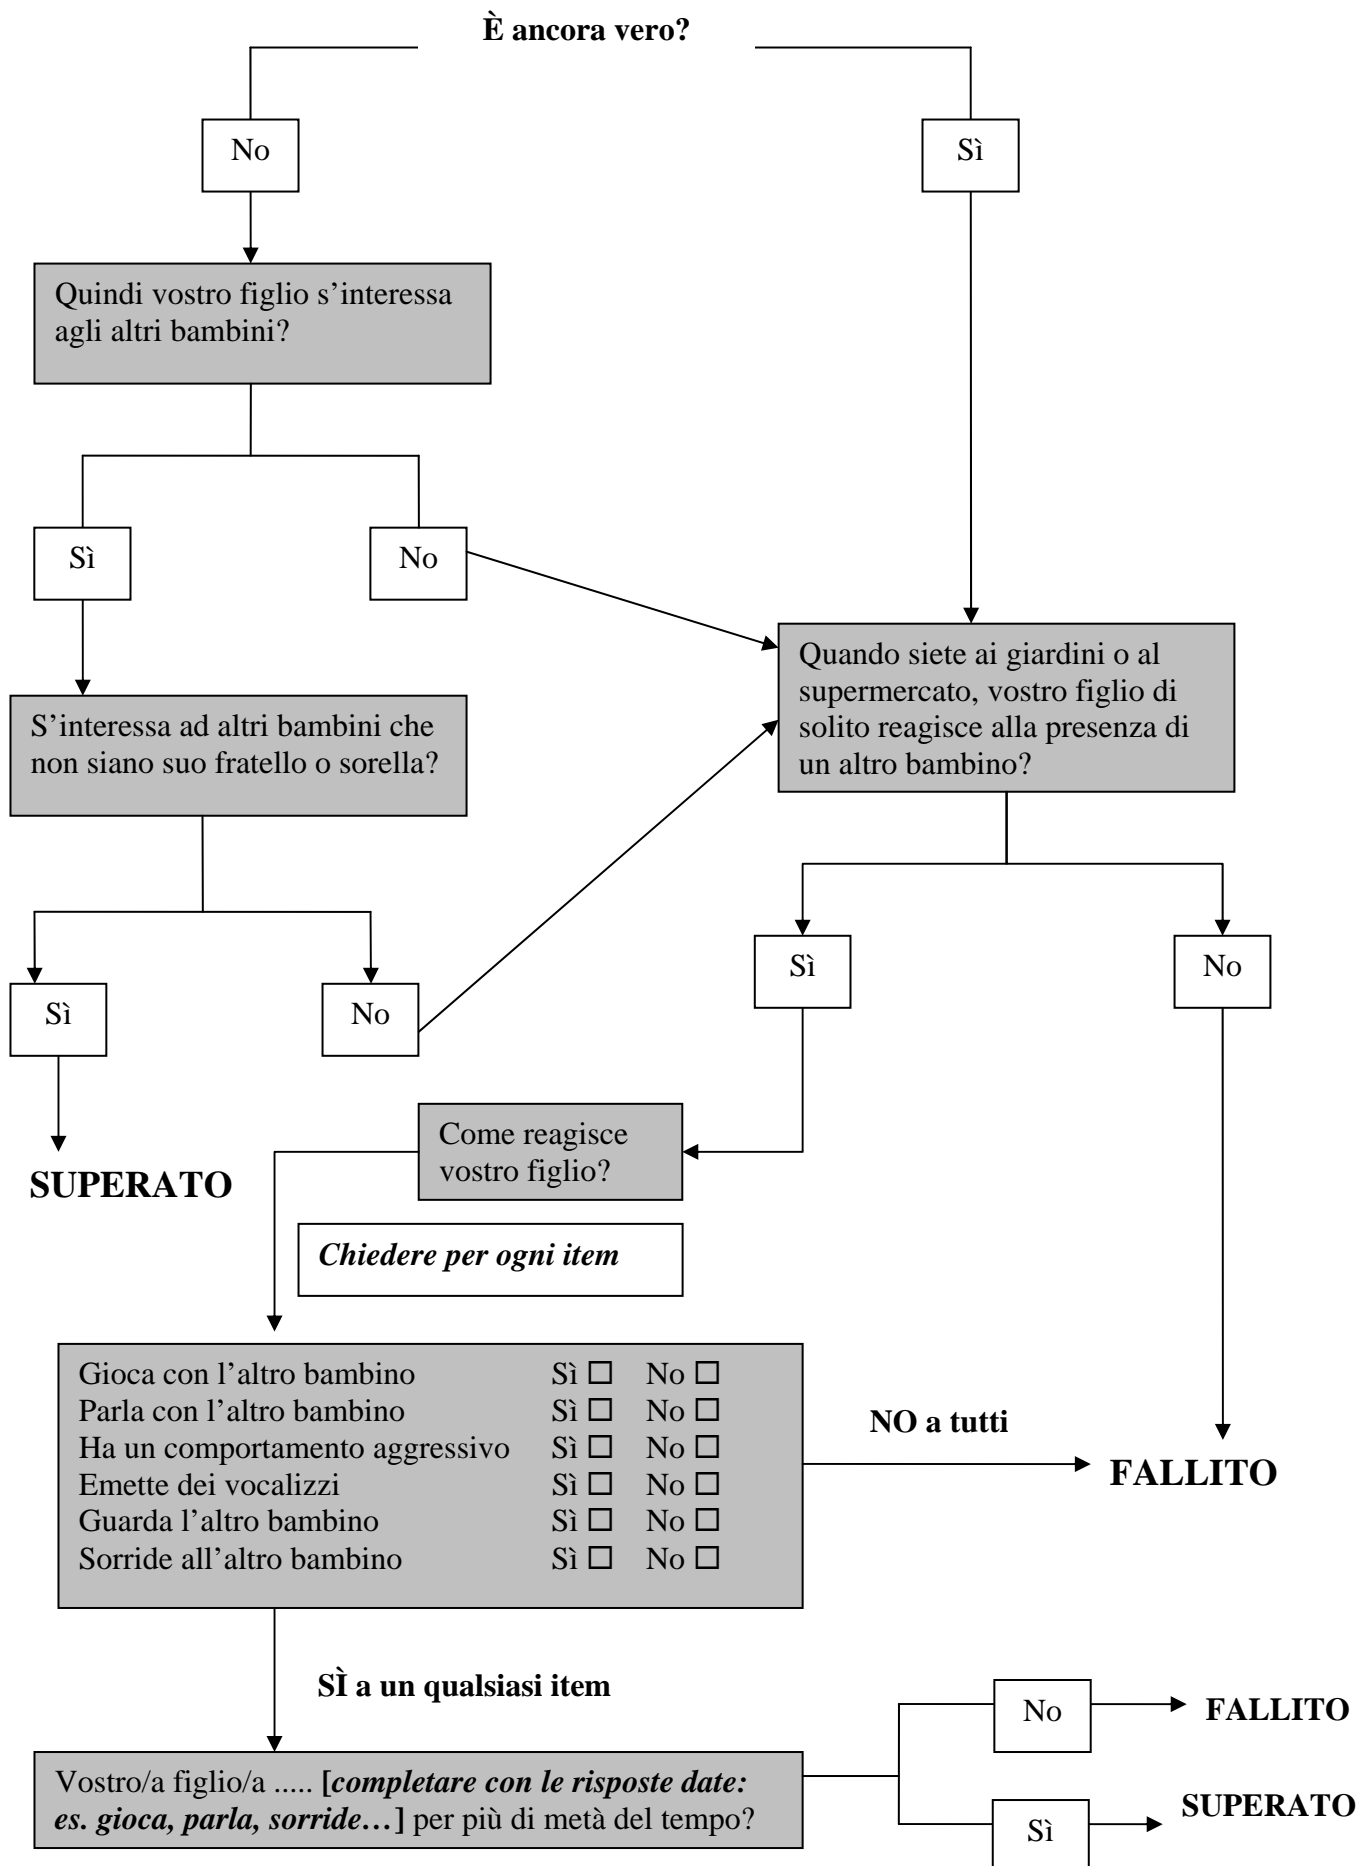 È ancora vero?
No
Sì
Quindi vostro figlio s’interessa
agli altri bambini?
Sì
No
Quando siete ai giardini o al
supermercato, vostro figlio di
solito reagisce alla presenza di
un altro bambino?
S’interessa ad altri bambini che
non siano suo fratello o sorella?
Sì
No
Sì
No
SUPERATO
Come reagisce
vostro figlio?
Chiedere per ogni item
Gioca con l’altro bambino Sì ☐ No ☐
Parla con l’altro bambino Sì ☐ No ☐
Ha un comportamento aggressivo Sì ☐ No ☐
Emette dei vocalizzi Sì ☐ No ☐
Guarda l’altro bambino Sì ☐ No ☐
Sorride all’altro bambino Sì ☐ No ☐
NO a tutti
FALLITO
SÌ a un qualsiasi item
Vostro/a figlio/a ..... [completare con le risposte date:
es. gioca, parla, sorride…] per più di metà del tempo?
No
FALLITO
Sì
SUPERATO